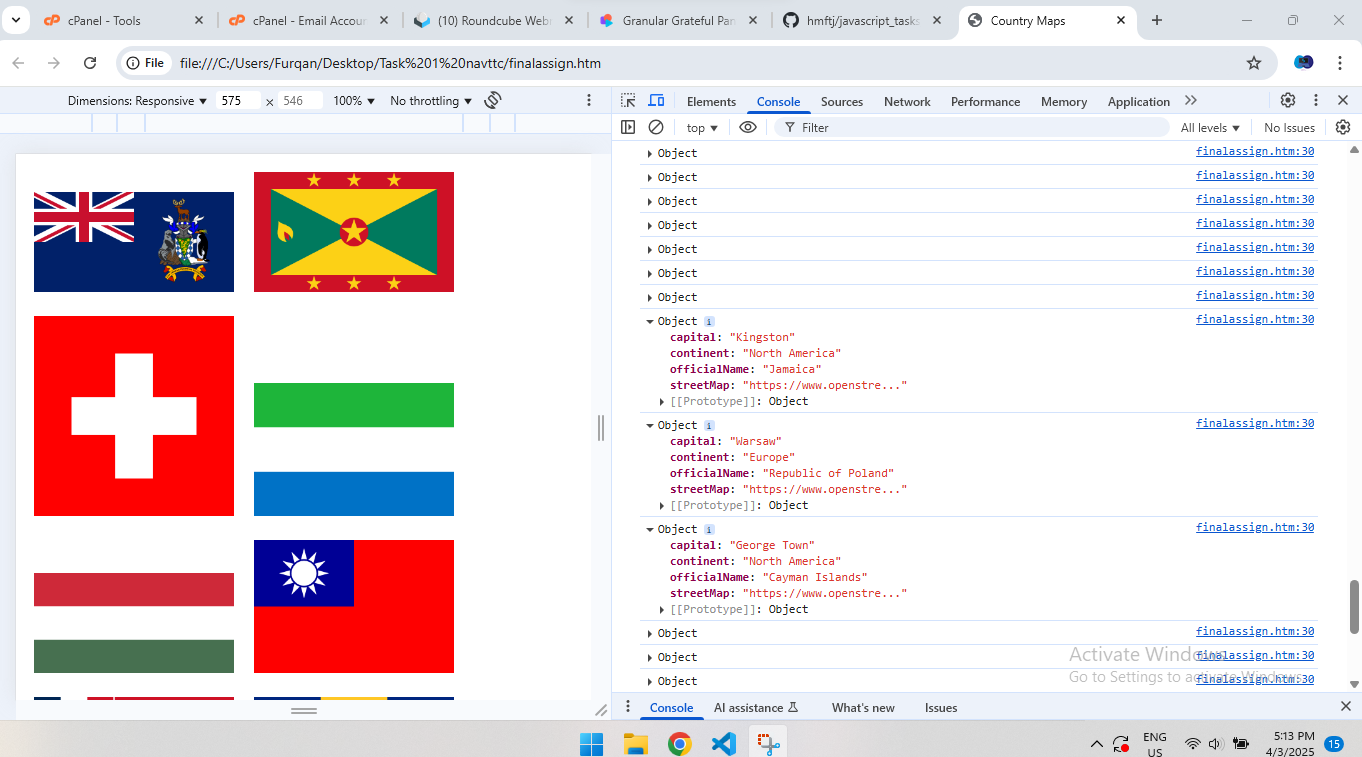 cPanel - Tools
cPanel - Email Accoun
(10) Roundcube Web
Granular Grateful Pan
hmftj/javascript_tasks
Country Maps
File
file:///C:/Users/Furqan/Desktop/Task%201%20navttc/finalassign.htm
Dimensions: Responsive 575 × 546 100% No throttling
Elements Console Sources Network Performance Memory Application
top Filter All levels No Issues
Object finalassign.htm:30
Object finalassign.htm:30
Object finalassign.htm:30
Object finalassign.htm:30
Object finalassign.htm:30
Object finalassign.htm:30
Object finalassign.htm:30
Object i finalassign.htm:30
capital: "Kingston"
continent: "North America"
officialName: "Jamaica"
streetMap: "https://www.openstre..."
[[Prototype]]: Object
Object i finalassign.htm:30
capital: "Warsaw"
continent: "Europe"
officialName: "Republic of Poland"
streetMap: "https://www.openstre..."
[[Prototype]]: Object
Object i finalassign.htm:30
capital: "George Town"
continent: "North America"
officialName: "Cayman Islands"
streetMap: "https://www.openstre..."
[[Prototype]]: Object
Object finalassign.htm:30
Object finalassign.htm:30
Object finalassign.htm:30
Activate Windows
Go to Settings to activate Windows.
Console AI assistance What's new Issues
ENG
US
5:13 PM
4/3/2025
15